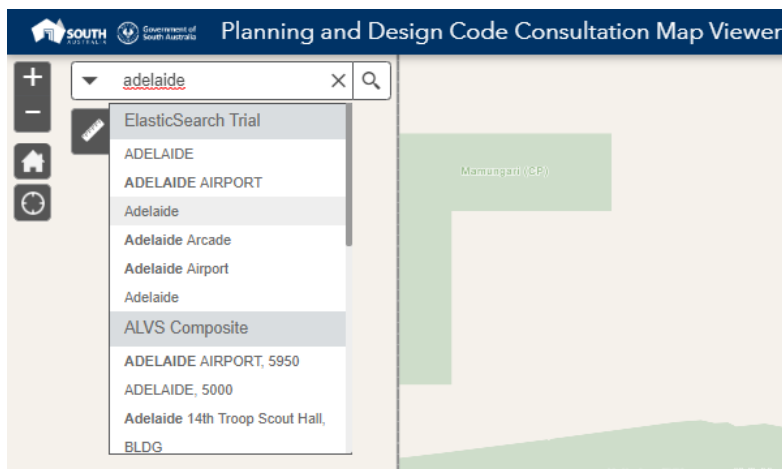 SOUTH
AUSTRALIA
Government of
South Australia
Planning and Design Code Consultation Map Viewer
adelaide
ElasticSearch Trial
ADELAIDE
ADELAIDE AIRPORT
Adelaide
Adelaide Arcade
Adelaide Airport
Adelaide
ALVS Composite
ADELAIDE AIRPORT, 5950
ADELAIDE, 5000
Adelaide 14th Troop Scout Hall,
BLDG
Mamungari (CP)